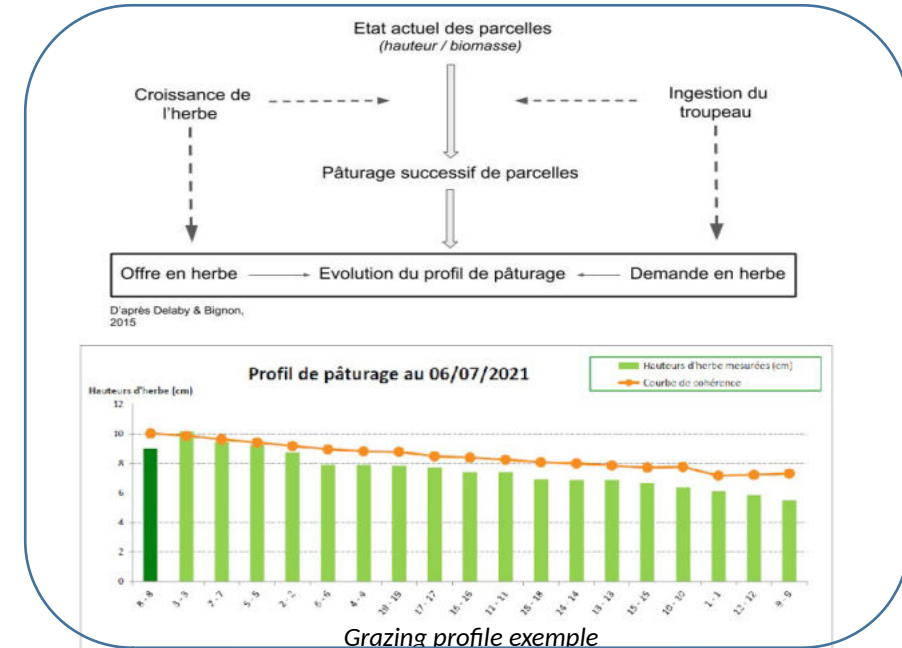 Etat actuel des parcelles
(hauteur / biomasse)
Croissance de
l'herbe
Ingestion du
troupeau
Pâturage successif de parcelles
Offre en herbe
Evolution du profil de pâturage
Demande en herbe
D'après Delaby & Bignon,
2015
Profil de pâturage au 06/07/2021
Hauteurs d'herbe mesurées (cm)
Courbe de cohérence
Hauteurs d'herbe (cm)
12
10
8
6
4
2
0
8 - 8
3 - 3
7 - 7
5 - 5
2 - 2
6 - 6
4 - 4
19 - 19
17 - 17
16 - 16
11 - 11
14 - 14
13 - 13
15 - 15
10 - 10
1 - 1
12 - 12
9 - 9
Grazing profile exemple